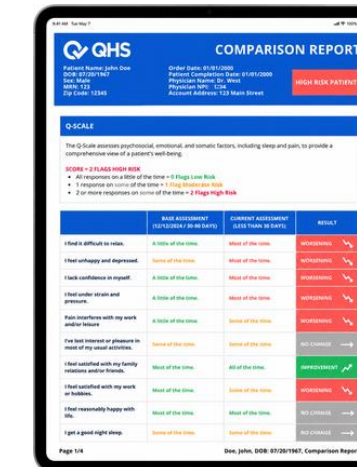 9:41 AM Tue May 7
100%
QHS
COMPARISON REPORT
Patient Name: John Doe
DOB: 07/20/1967
Sex: Male
MRN: 123
Zip Code: 12345
Order Date: 01/01/2000
Patient Completion Date: 01/01/2000
Physician Name: Dr. West
Physician NPI: 1234
Account Address: 123 Main Street
HIGH RISK PATIENT
Q-SCALE
The Q-Scale assesses psychosocial, emotional, and somatic factors, including sleep and pain, to provide a
comprehensive view of a patient's well-being.
SCORE = 2 FLAGS HIGH RISK
• All responses on a little of the time = 0 Flags Low Risk
• 1 response on some of the time = 1 Flag Moderate Risk
• 2 or more responses on some of the time = 2 Flags High Risk
BASE ASSESSMENT
(12/12/2024 / 30-90 DAYS)
CURRENT ASSESSMENT
(LESS THAN 30 DAYS)
RESULT
I find it difficult to relax. A little of the time. Most of the time. WORSENING
I feel unhappy and depressed. Some of the time. Most of the time. WORSENING
I lack confidence in myself. A little of the time. Most of the time. WORSENING
I feel under strain and
pressure. A little of the time. Most of the time. WORSENING
Pain interferes with my work
and/or leisure A little of the time. Some of the time. WORSENING
I've lost interest or pleasure in
most of my usual activities. Some of the time. Some of the time. NO CHANGE
I feel satisfied with my family
relations and/or friends. Most of the time. All of the time. IMPROVEMENT
I feel satisfied with my work
or hobbies. Most of the time. Some of the time. WORSENING
I feel reasonably happy with
life. Most of the time. Most of the time. NO CHANGE
I get a good night sleep. Some of the time. Some of the time. NO CHANGE
Page 1/4
Doe, John, DOB: 07/20/1967, Comparison Repor